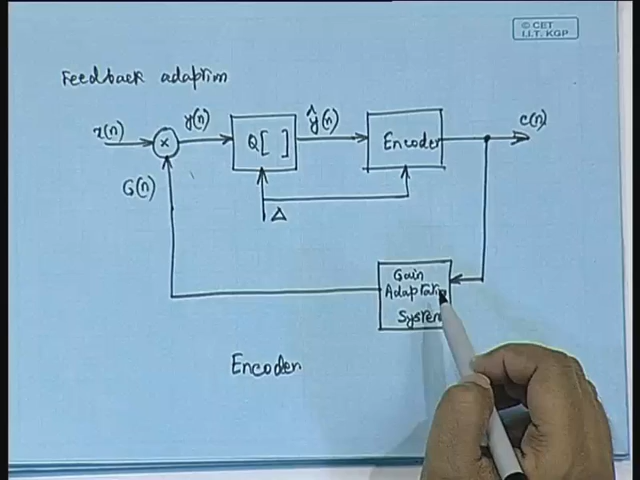 © CET
I.I.T. KGP
Feedback adaption
x(n)
×
y(n)
Q[ ]
ŷ(n)
Encoder
c(n)
G(n)
Δ
Gain
Adaptation
System
Encoder